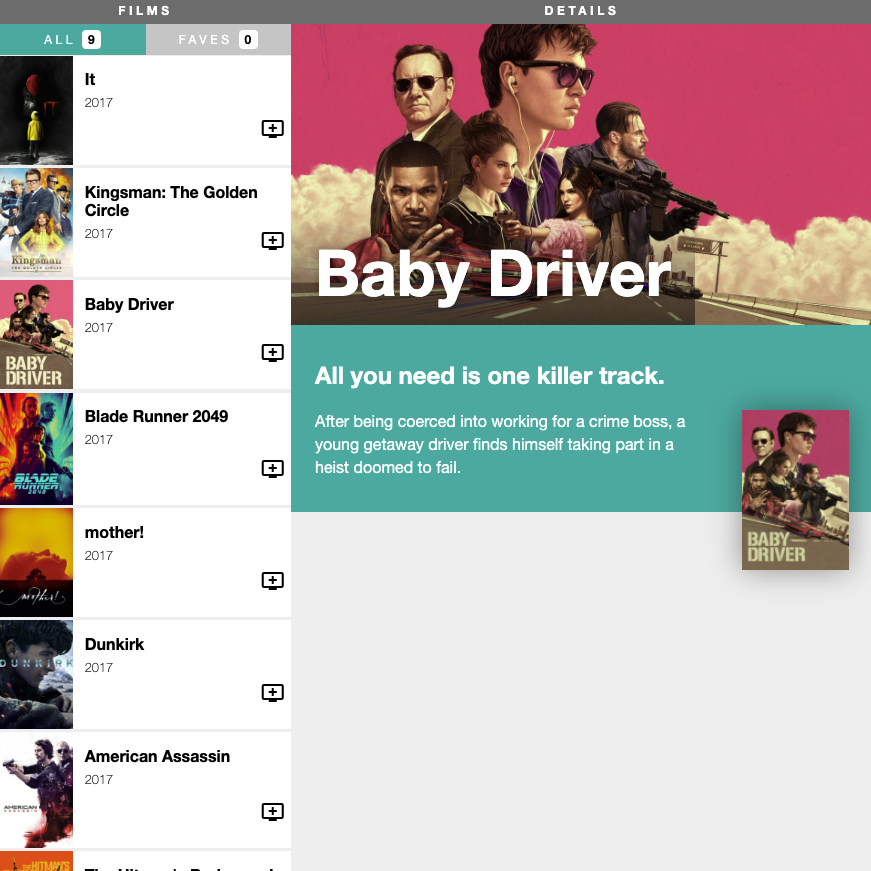 FILMS
DETAILS
ALL 9
FAVES 0
It
2017
Kingsman: The Golden
Circle
2017
Kingsman
THE GOLDEN CIRCLE
Baby Driver
2017
BABY
DRIVER
Blade Runner 2049
2017
BLADE
RUNNER
2049
mother!
2017
mother!
Dunkirk
2017
DUNKIRK
American Assassin
2017
AMERICAN
ASSASSIN
THE HITMAN'S
Baby Driver
All you need is one killer track.
After being coerced into working for a crime boss, a
young getaway driver finds himself taking part in a
heist doomed to fail.
BABY
DRIVER